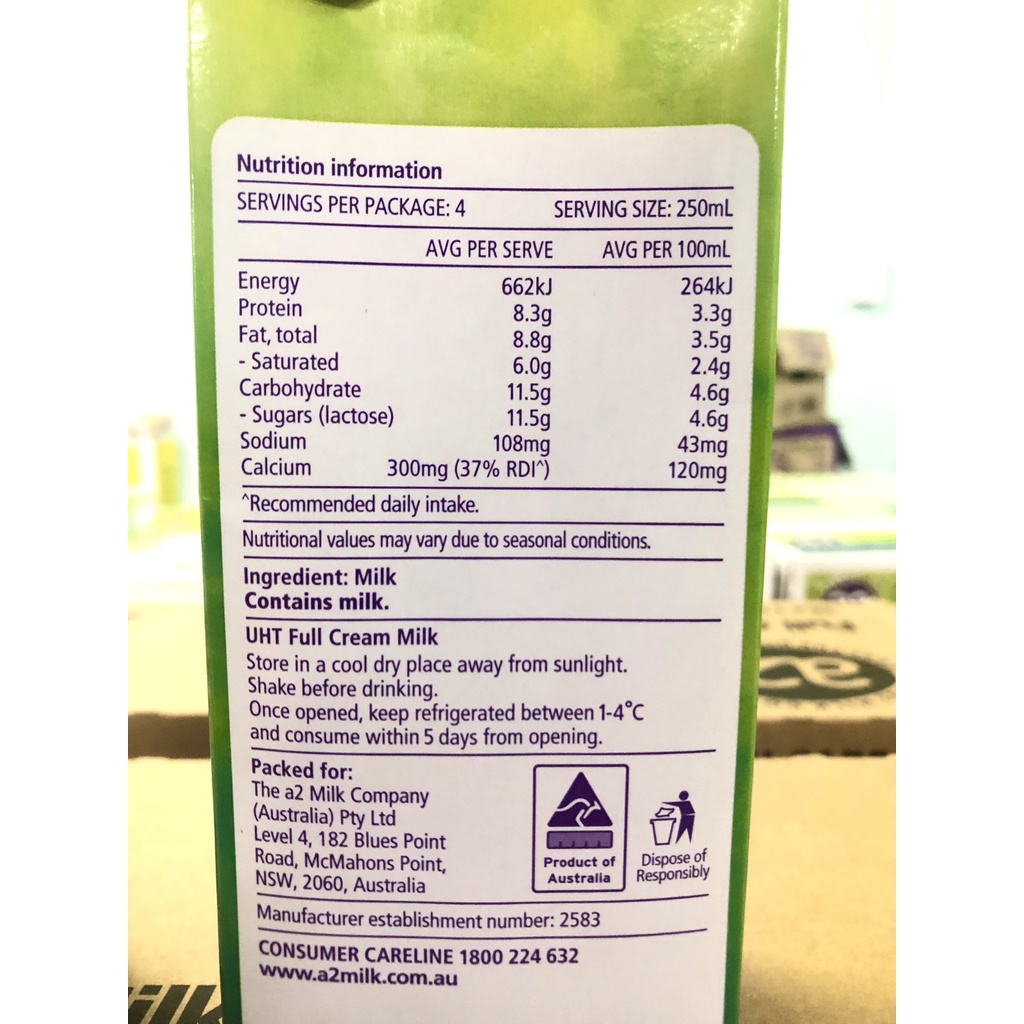 Nutrition information
SERVINGS PER PACKAGE: 4 SERVING SIZE: 250mL
AVG PER SERVE AVG PER 100mL
Energy 662kJ 264kJ
Protein 8.3g 3.3g
Fat, total 8.8g 3.5g
- Saturated 6.0g 2.4g
Carbohydrate 11.5g 4.6g
- Sugars (lactose) 11.5g 4.6g
Sodium 108mg 43mg
Calcium 300mg (37% RDI^) 120mg
^Recommended daily intake.
Nutritional values may vary due to seasonal conditions.
Ingredient: Milk
Contains milk.
UHT Full Cream Milk
Store in a cool dry place away from sunlight.
Shake before drinking.
Once opened, keep refrigerated between 1-4°C
and consume within 5 days from opening.
Packed for:
The a2 Milk Company
(Australia) Pty Ltd
Level 4, 182 Blues Point
Road, McMahons Point,
NSW, 2060, Australia
Product of
Australia
Dispose of
Responsibly
Manufacturer establishment number: 2583
CONSUMER CARELINE 1800 224 632
www.a2milk.com.au